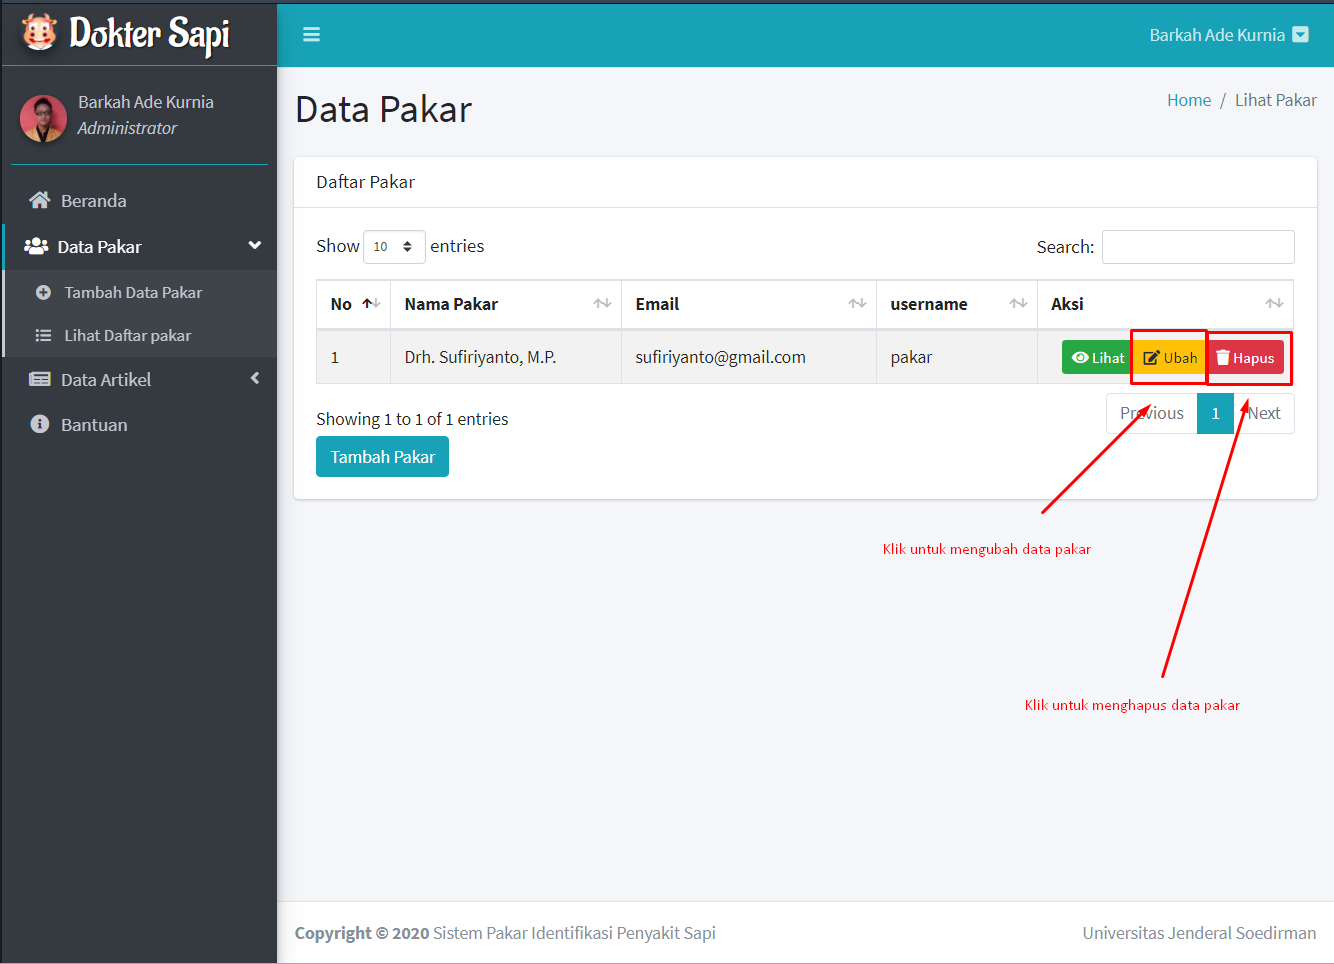 Dokter Sapi
Barkah Ade Kurnia
Barkah Ade Kurnia
Administrator
Beranda
Data Pakar
Tambah Data Pakar
Lihat Daftar pakar
Data Artikel
Bantuan
Data Pakar
Home / Lihat Pakar
Daftar Pakar
Show 10 entries
Search:
No Nama Pakar Email username Aksi
1 Drh. Sufiriyanto, M.P. sufiriyanto@gmail.com pakar Lihat Ubah Hapus
Showing 1 to 1 of 1 entries
Previous 1 Next
Tambah Pakar
Klik untuk mengubah data pakar
Klik untuk menghapus data pakar
Copyright © 2020 Sistem Pakar Identifikasi Penyakit Sapi
Universitas Jenderal Soedirman